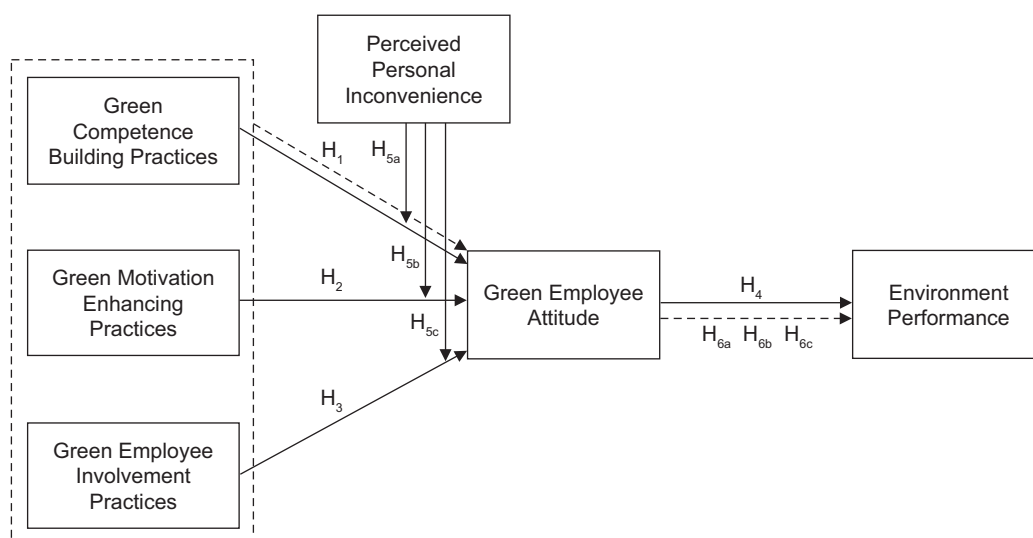 Perceived
Personal
Inconvenience
Green
Competence
Building Practices
H1
H5a
H5b
Green Motivation
Enhancing
Practices
H2
H5c
Green Employee
Attitude
H4
H6a H6b H6c
Environment
Performance
H3
Green Employee
Involvement
Practices